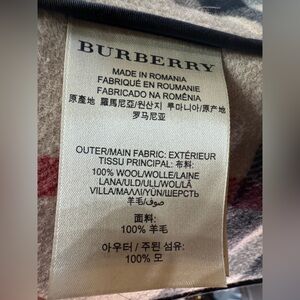 BURBERRY
MADE IN ROMANIA
FABRIQUÉ EN ROUMANIE
FABRICADO NA ROMÉNIA
原產地 羅馬尼亞/원산지 루마니아/原产地
罗马尼亚
OUTER/MAIN FABRIC: EXTÉRIEUR
TISSU PRINCIPAL: 布料:
100% WOOL/WOLLE/LAINE
LANA/ULD/ULL/WOL/LÃ
VILLA/MAΛΛI/YÜN/ШЕРСТЬ
羊毛/صوف
面料:
100% 羊毛
아우터 / 주된 섬유:
100% 모